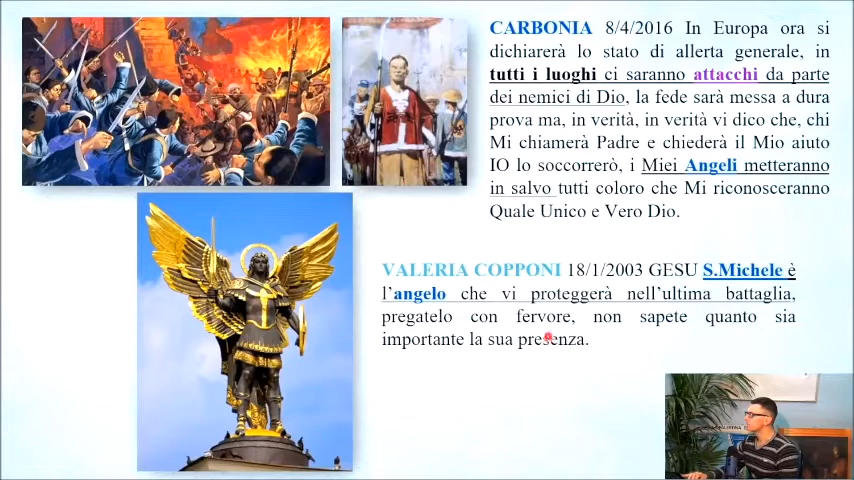 CARBONIA 8/4/2016 In Europa ora si
dichiarerà lo stato di allerta generale, in
tutti i luoghi ci saranno attacchi da parte
dei nemici di Dio, la fede sarà messa a dura
prova ma, in verità, in verità vi dico che, chi
Mi chiamerà Padre e chiederà il Mio aiuto
IO lo soccorrerò, i Miei Angeli metteranno
in salvo tutti coloro che Mi riconosceranno
Quale Unico e Vero Dio.
VALERIA COPPONI 18/1/2003 GESU S.Michele è
l'angelo che vi proteggerà nell'ultima battaglia,
pregatelo con fervore, non sapete quanto sia
importante la sua presenza.